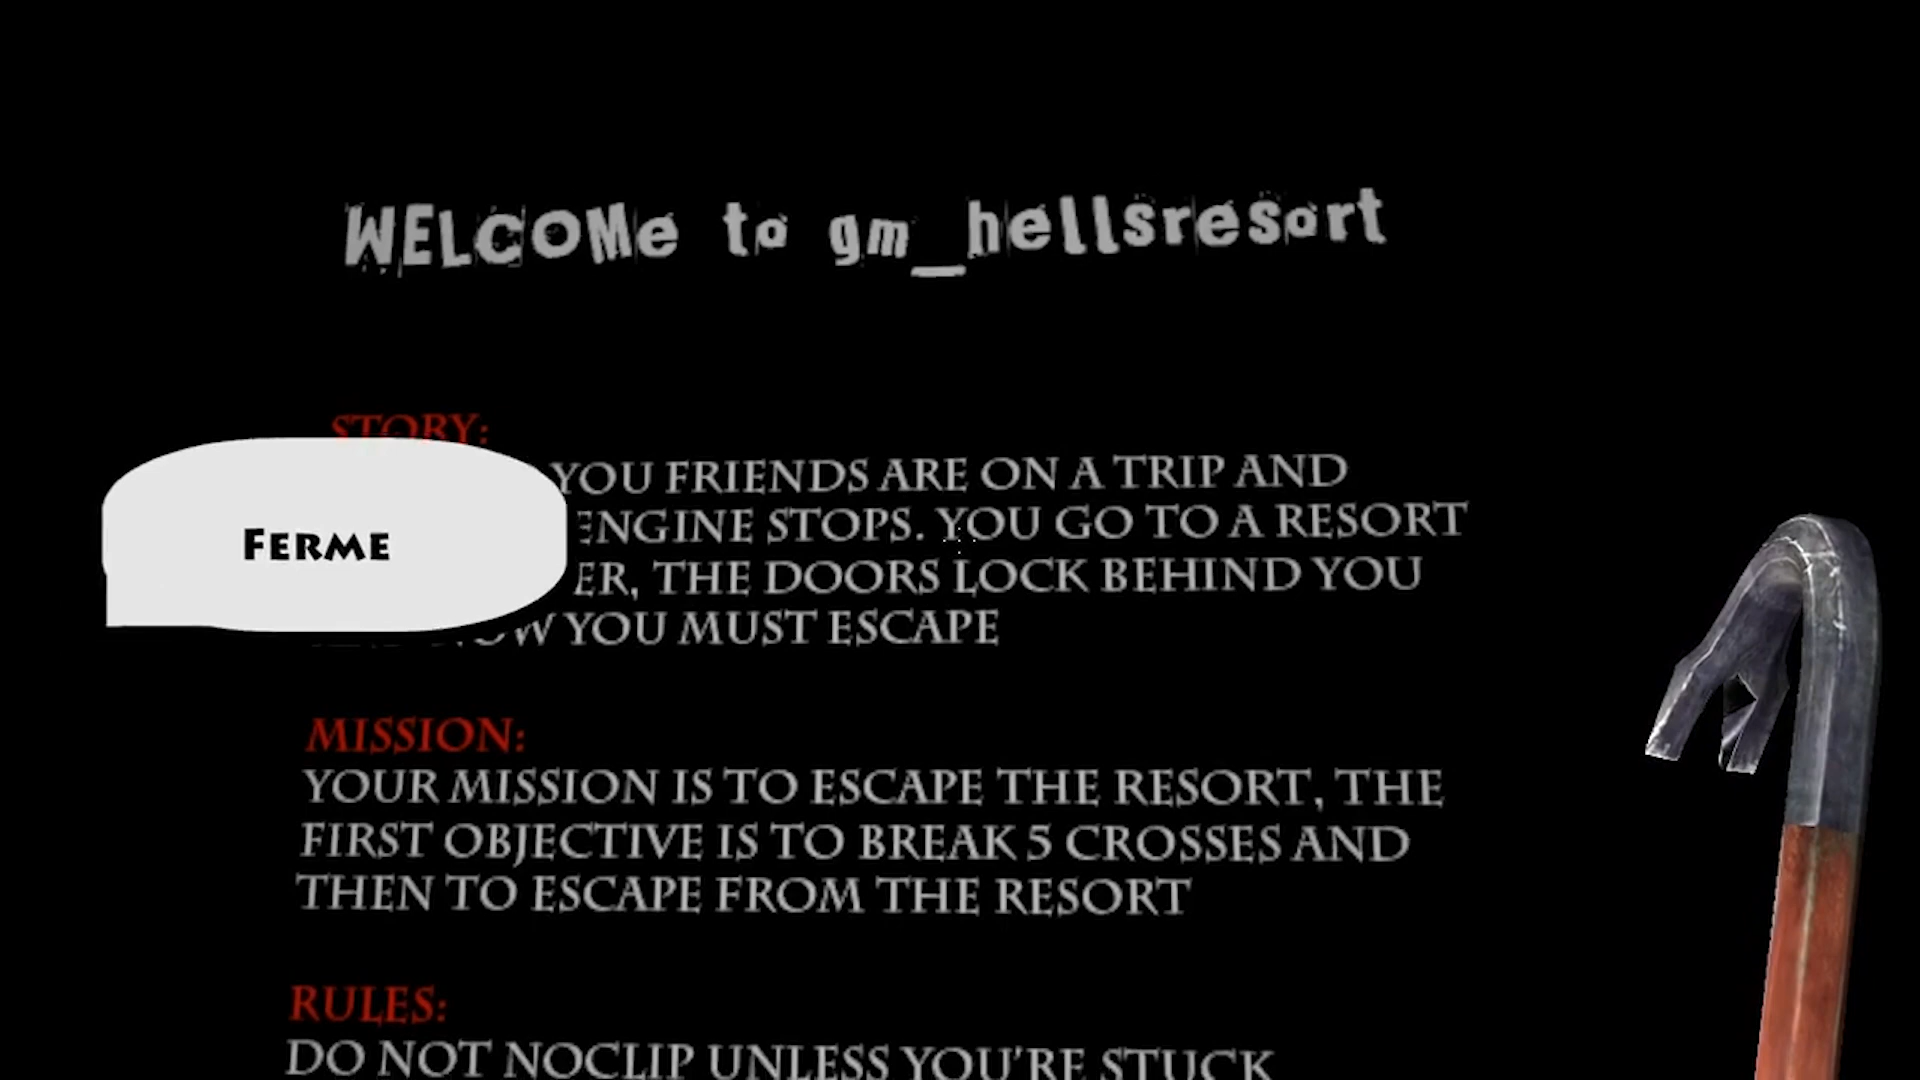 WELCOMe to gm_hellsresort
STORY:
YOU FRIENDS ARE ON A TRIP AND
ENGINE STOPS. YOU GO TO A RESORT
FERME
ER, THE DOORS LOCK BEHIND YOU
NOW YOU MUST ESCAPE
MISSION:
YOUR MISSION IS TO ESCAPE THE RESORT, THE
FIRST OBJECTIVE IS TO BREAK 5 CROSSES AND
THEN TO ESCAPE FROM THE RESORT
RULES:
DO NOT NOCLIP UNLESS YOU'RE STUCK